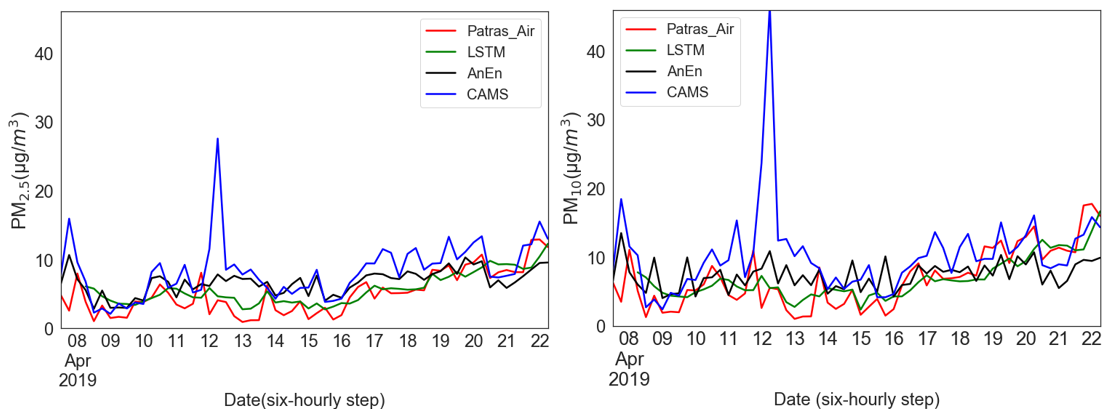 PM2.5(µg/m3)
40
30
20
10
0
Patras_Air
LSTM
AnEn
CAMS
08 09 10 11 12 13 14 15 16 17 18 19 20 21 22
Apr
2019
Date(six-hourly step)
PM10(µg/m3)
40
30
20
10
0
Patras_Air
LSTM
AnEn
CAMS
08 09 10 11 12 13 14 15 16 17 18 19 20 21 22
Apr
2019
Date (six-hourly step)